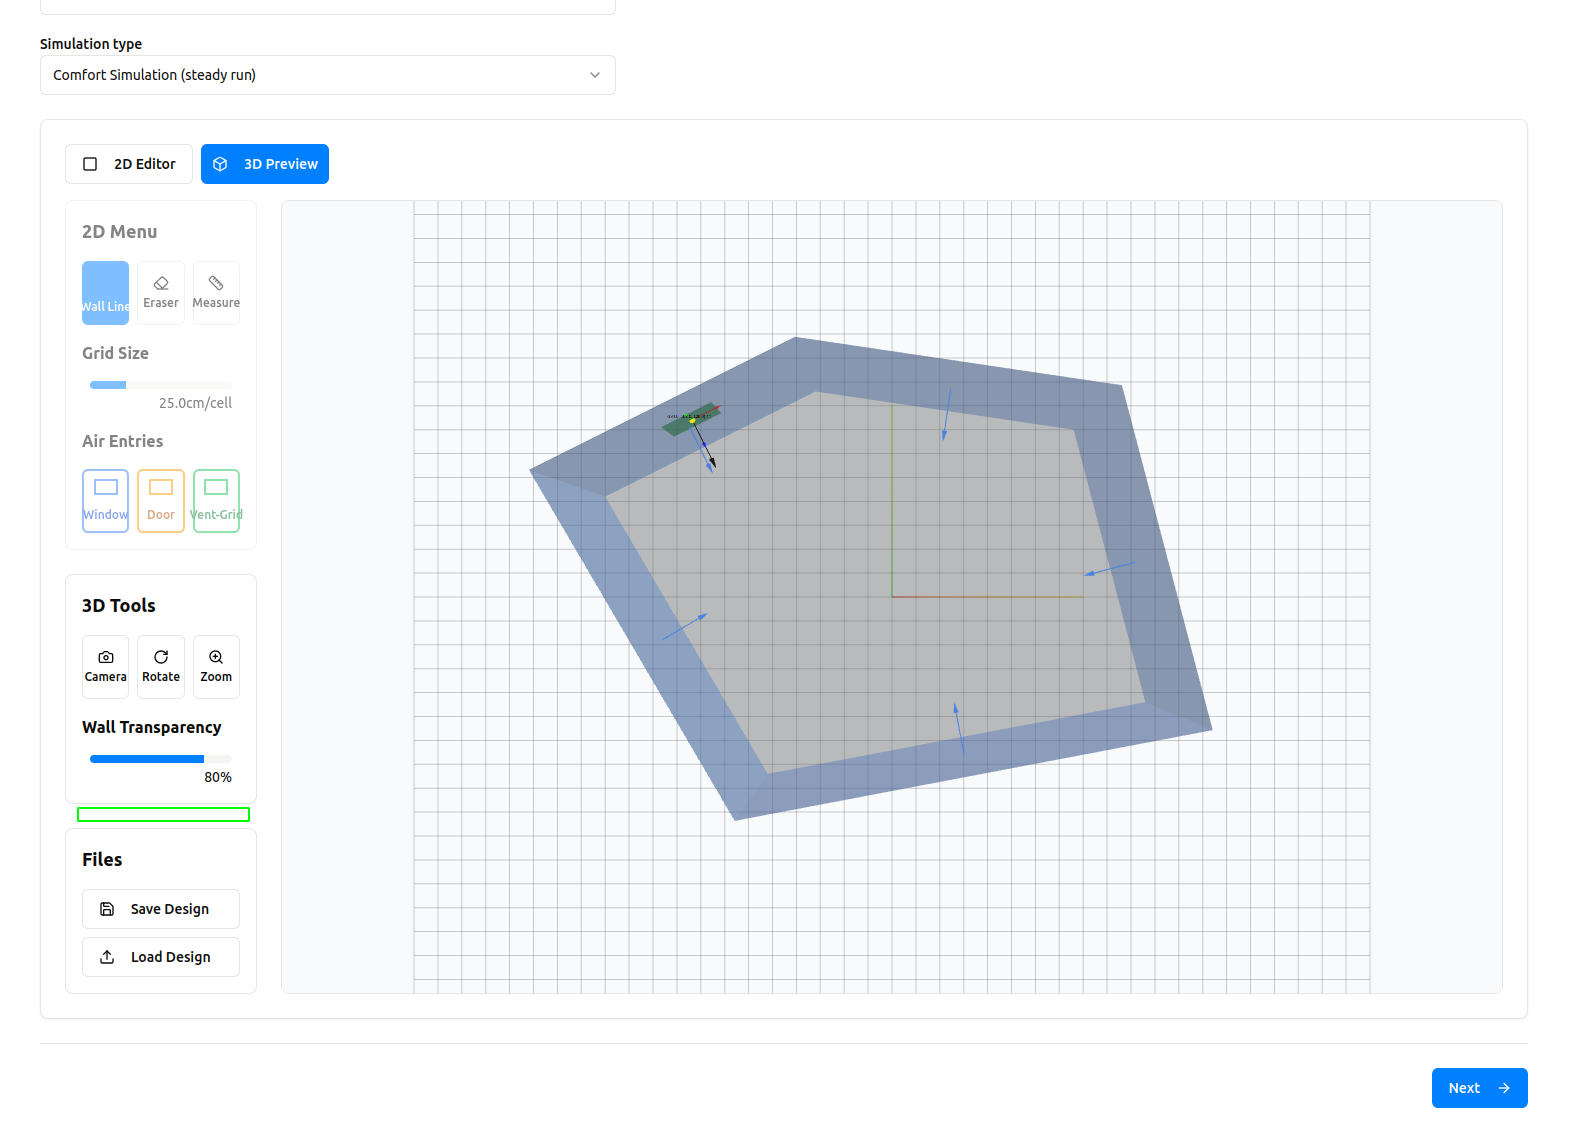 Simulation type
Comfort Simulation (steady run)
2D Editor
3D Preview
2D Menu
Wall Line
Eraser
Measure
Grid Size
25.0cm/cell
Air Entries
Window
Door
Vent-Grid
3D Tools
Camera
Rotate
Zoom
Wall Transparency
80%
Files
Save Design
Load Design
Next